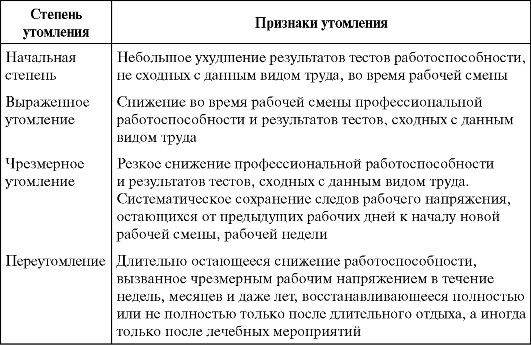 Степень
утомления
Признаки утомления
Начальная
степень
Небольшое ухудшение результатов тестов работоспособности,
не сходных с данным видом труда, во время рабочей смены
Выраженное
утомление
Снижение во время рабочей смены профессиональной
работоспособности и результатов тестов, сходных с данным
видом труда
Чрезмерное
утомление
Резкое снижение профессиональной работоспособности
и результатов тестов, сходных с данным видом труда.
Систематическое сохранение следов рабочего напряжения,
остающихся от предыдущих рабочих дней к началу новой
рабочей смены, рабочей недели
Переутомление
Длительно остающееся снижение работоспособности,
вызванное чрезмерным рабочим напряжением в течение
недель, месяцев и даже лет, восстанавливающееся полностью
или не полностью только после длительного отдыха, а иногда
только после лечебных мероприятий